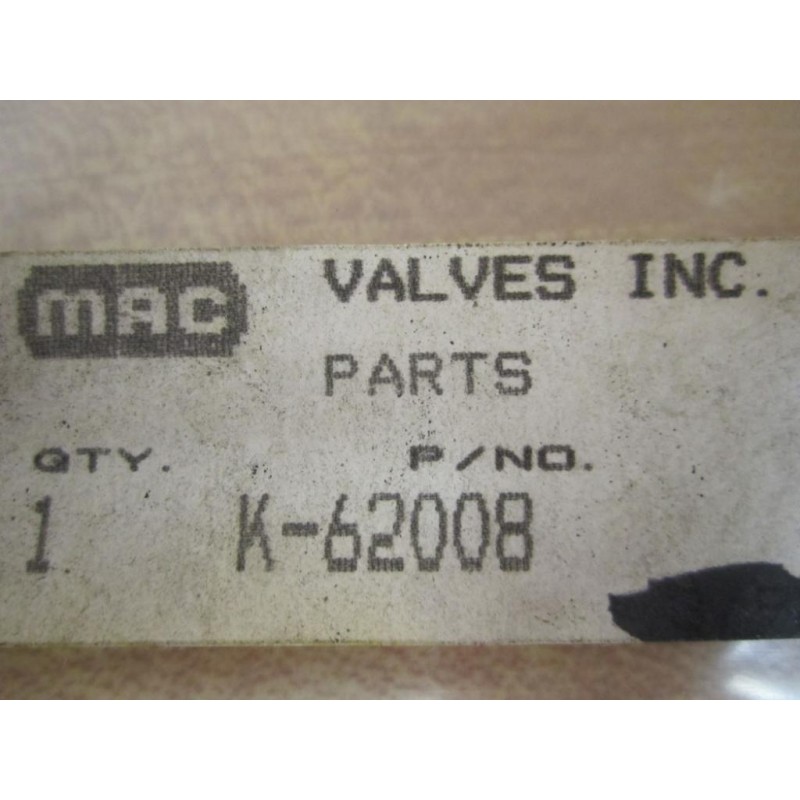 MAC VALVES INC.
PARTS
QTY. P/NO.
1 K-62008